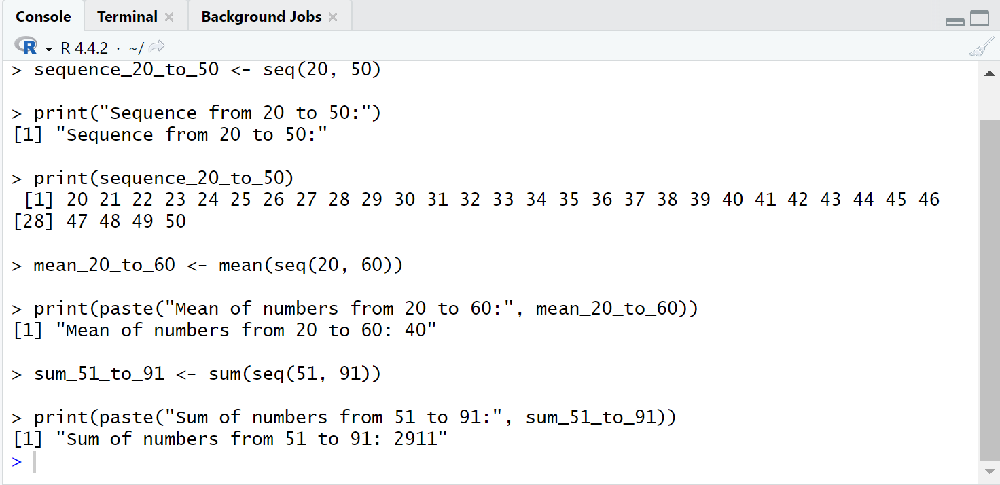 Console Terminal Background Jobs
R R 4.4.2 · ~/
> sequence_20_to_50 <- seq(20, 50)
> print("Sequence from 20 to 50:")
[1] "Sequence from 20 to 50:"
> print(sequence_20_to_50)
 [1] 20 21 22 23 24 25 26 27 28 29 30 31 32 33 34 35 36 37 38 39 40 41 42 43 44 45 46
[28] 47 48 49 50
> mean_20_to_60 <- mean(seq(20, 60))
> print(paste("Mean of numbers from 20 to 60:", mean_20_to_60))
[1] "Mean of numbers from 20 to 60: 40"
> sum_51_to_91 <- sum(seq(51, 91))
> print(paste("Sum of numbers from 51 to 91:", sum_51_to_91))
[1] "Sum of numbers from 51 to 91: 2911"
>